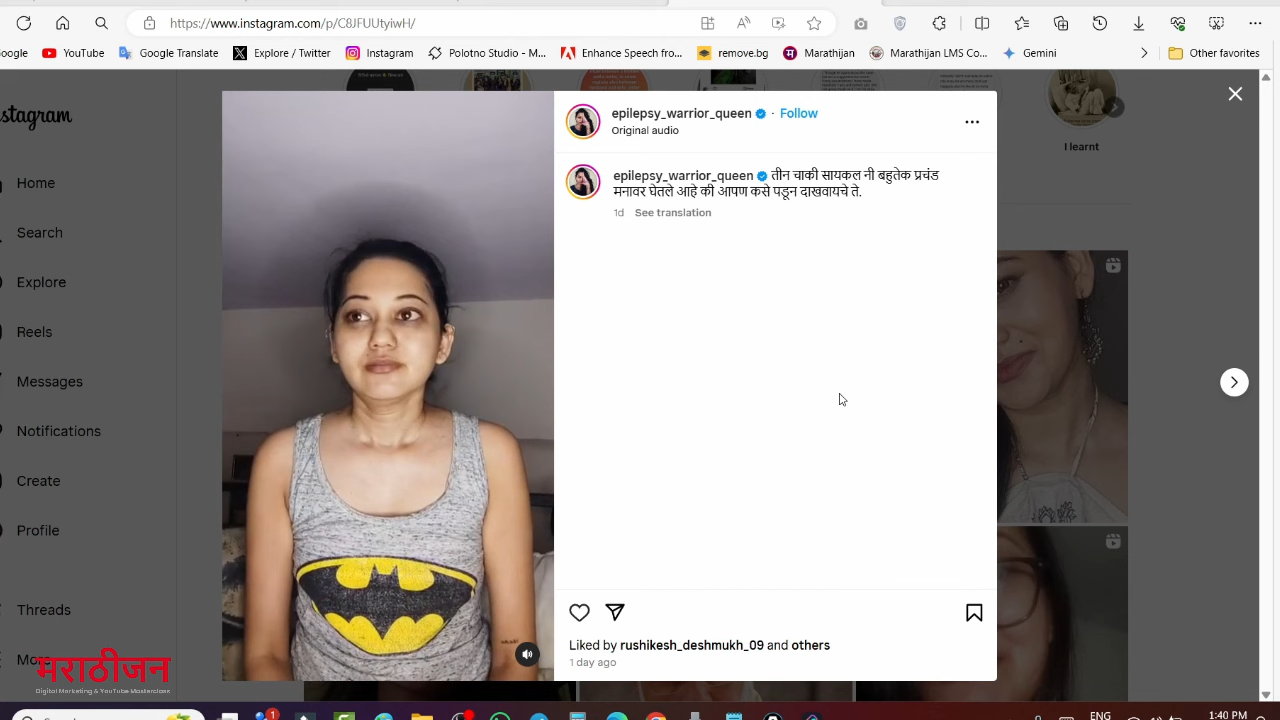 https://www.instagram.com/p/C8JFUUtyiwH/
YouTube
Google Translate
Explore / Twitter
Instagram
Polotno Studio - M...
Enhance Speech from...
remove.bg
Marathijan
Marathijan LMS Co...
Gemini
Other favorites
epilepsy_warrior_queen · Follow
Original audio
epilepsy_warrior_queen तीन चाकी सायकल नी बहुतेक प्रचंड
मनावर घेतले आहे की आपण कसे पडून दाखवायचे ते.
1d See translation
I learnt
Home
Search
Explore
Reels
Messages
Notifications
Create
Profile
Threads
More
Liked by rushikesh_deshmukh_09 and others
1 day ago
मराठीजन
Digital Marketing & YouTube Masterclass
ENG
1:40 PM